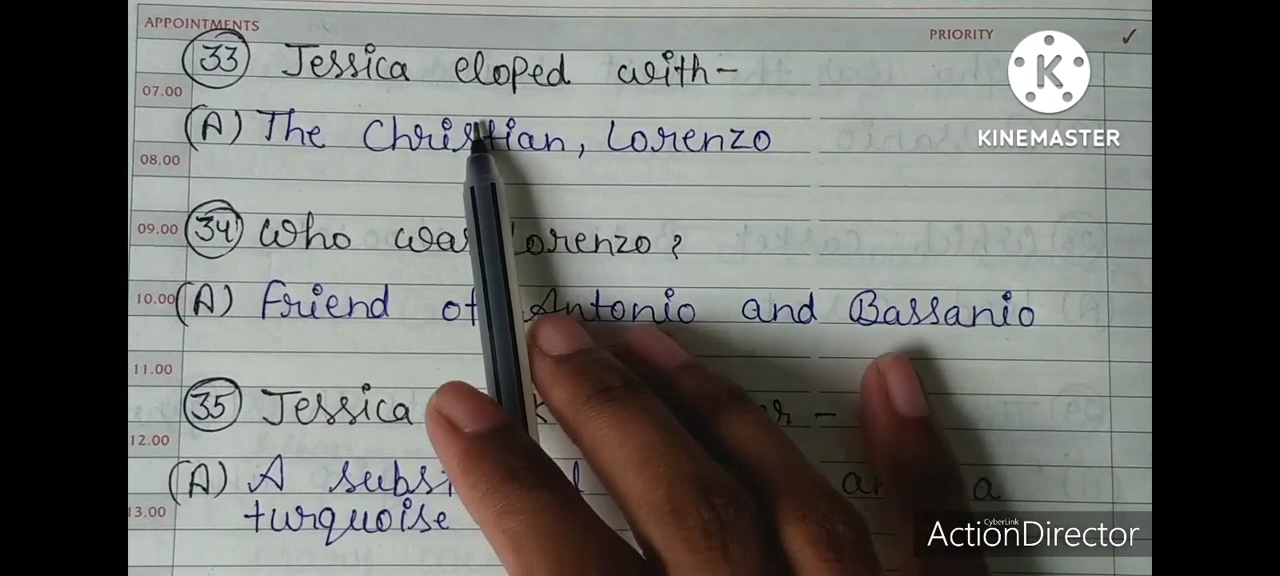 APPOINTMENTS PRIORITY ✓
33 Jessica eloped with-
07.00
(A) The Christian, Lorenzo
08.00
09.00 34 Who was Lorenzo?
10.00 (A) Friend of Antonio and Bassanio
11.00
35 Jessica
12.00
(A) A a
13.00 turquoise
K
KINEMASTER
CyberLink
ActionDirector